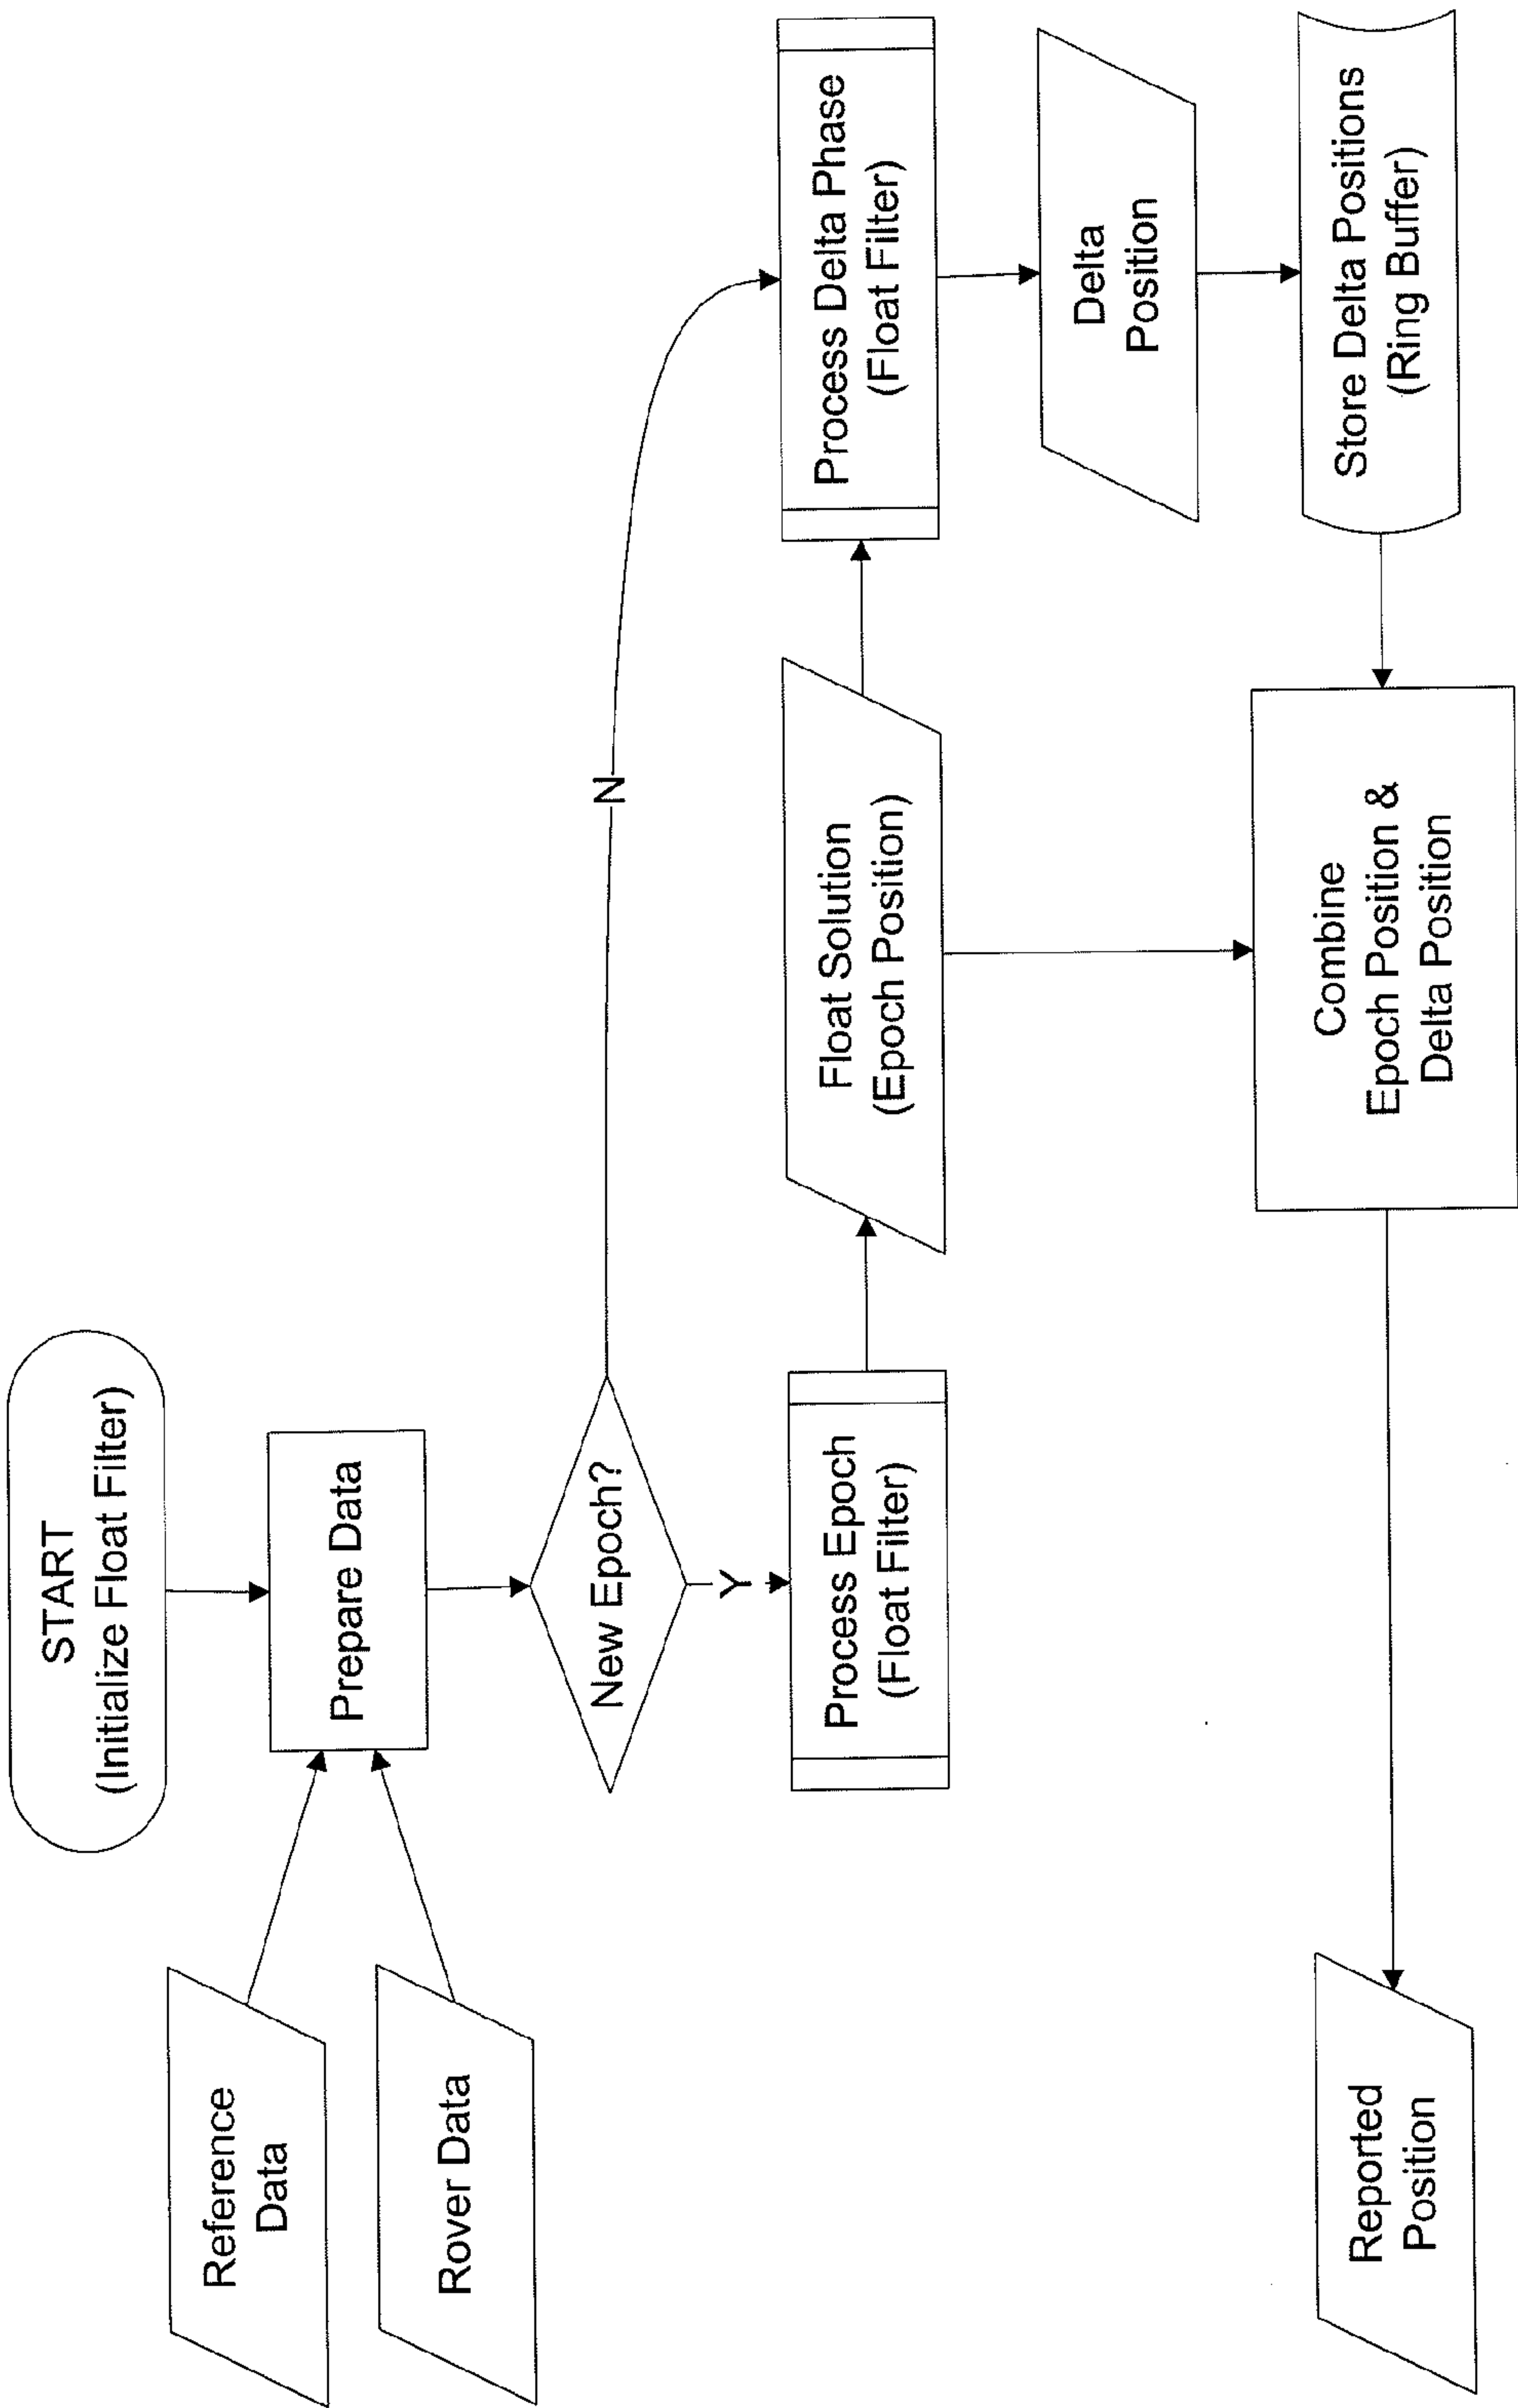 START
(Initialize Float Filter)
Reference
Data
Prepare Data
Rover Data
New Epoch?
N
Y
Process Epoch
(Float Filter)
Float Solution
(Epoch Position)
Process Delta Phase
(Float Filter)
Delta
Position
Reported
Position
Combine
Epoch Position &
Delta Position
Store Delta Positions
(Ring Buffer)